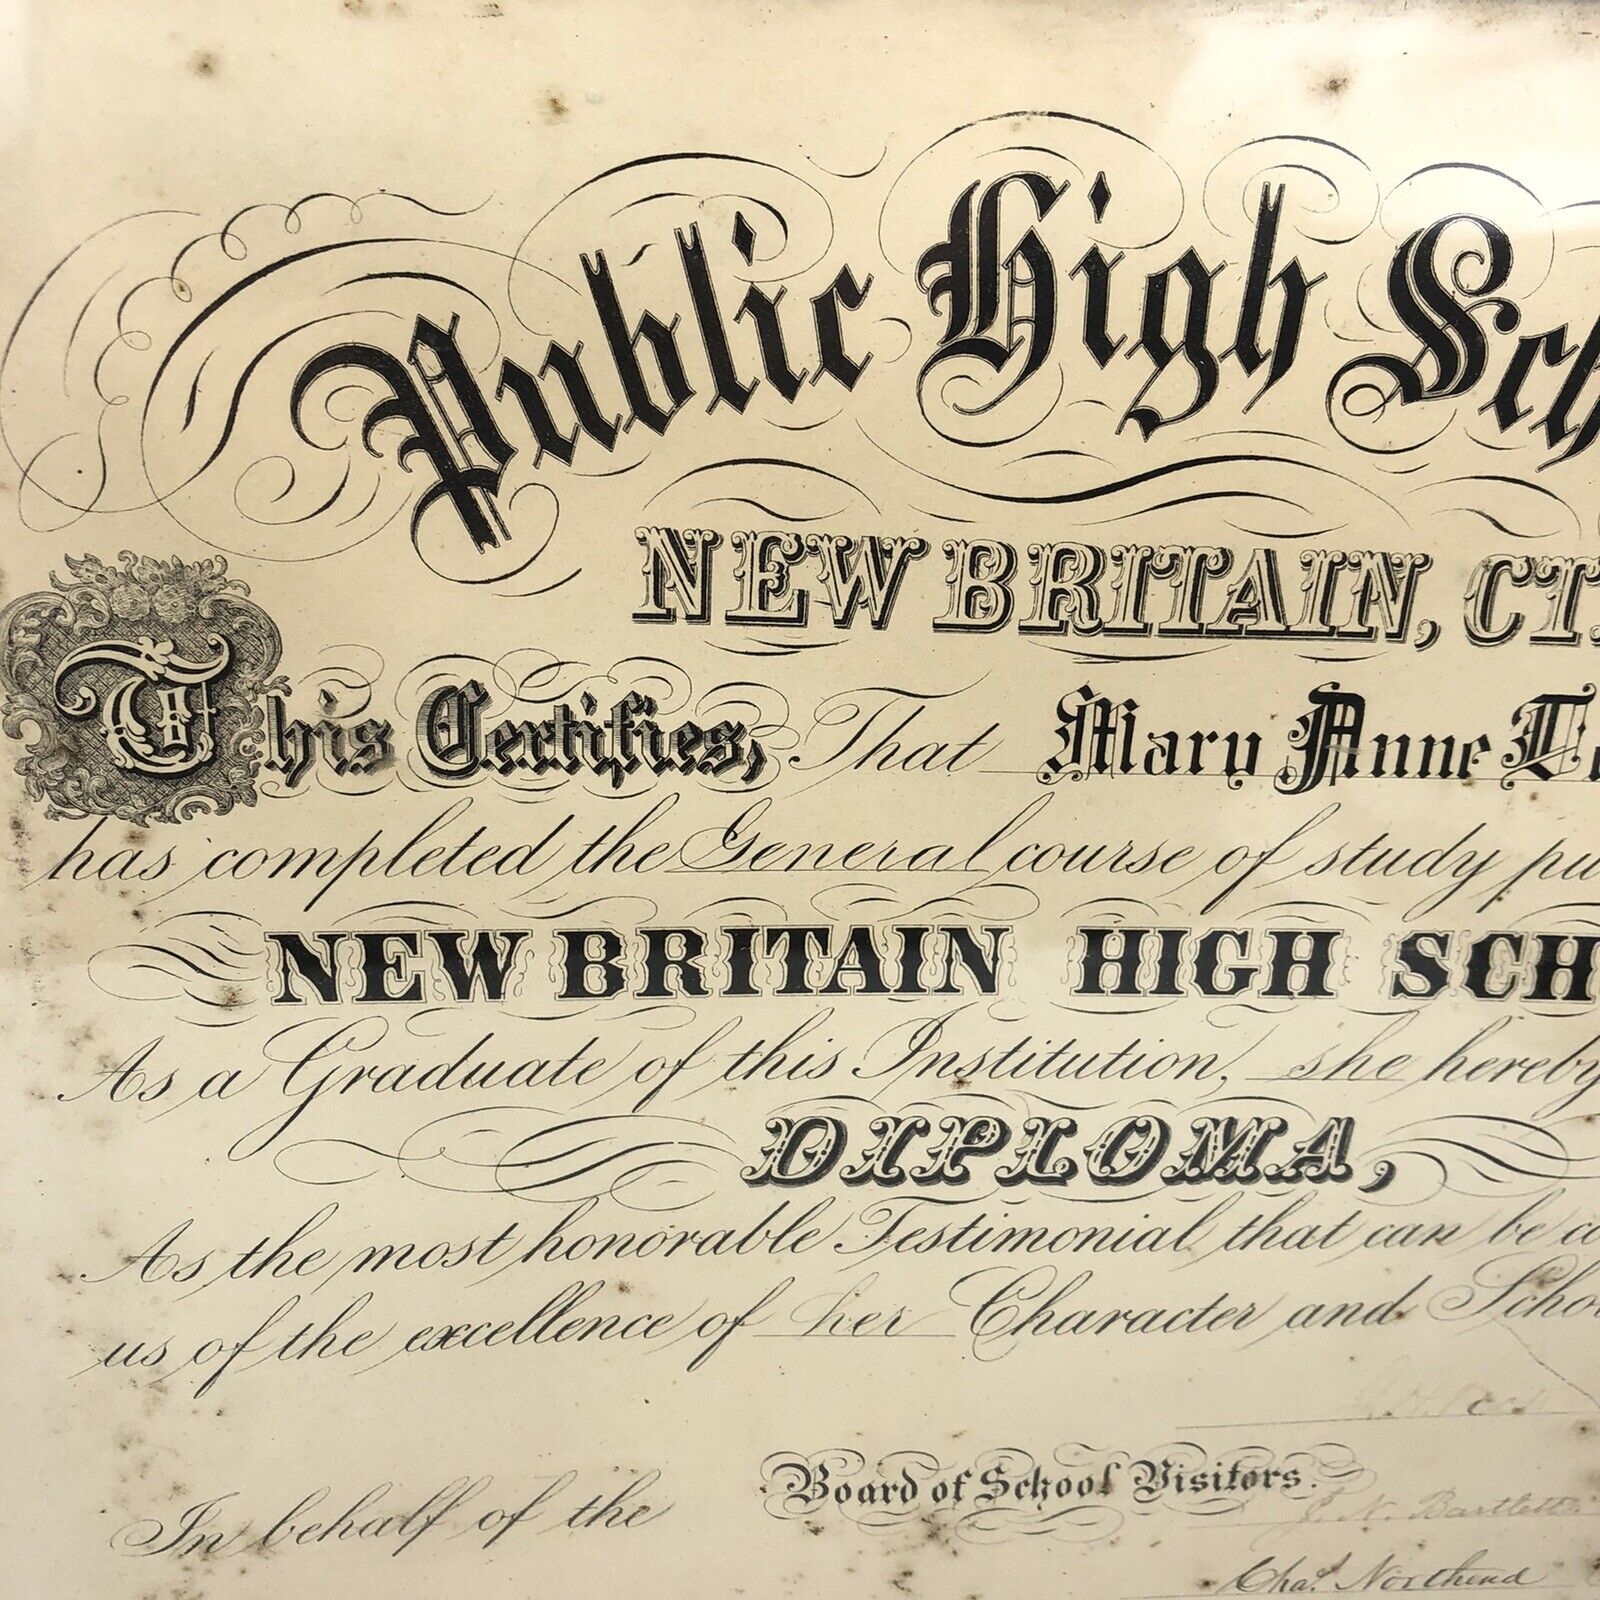 Public High Sch
NEW BRITAIN, CT.
This Certifies, That Mary Anne
has completed the General course of study pu
NEW BRITAIN HIGH SCH
As a Graduate of this Institution, she hereby
DIPLOMA,
As the most honorable Testimonial that can be
us of the excellence of her Character and Scho
In behalf of the Board of School Visitors.
J. N. Bartlett
Chas. Northend